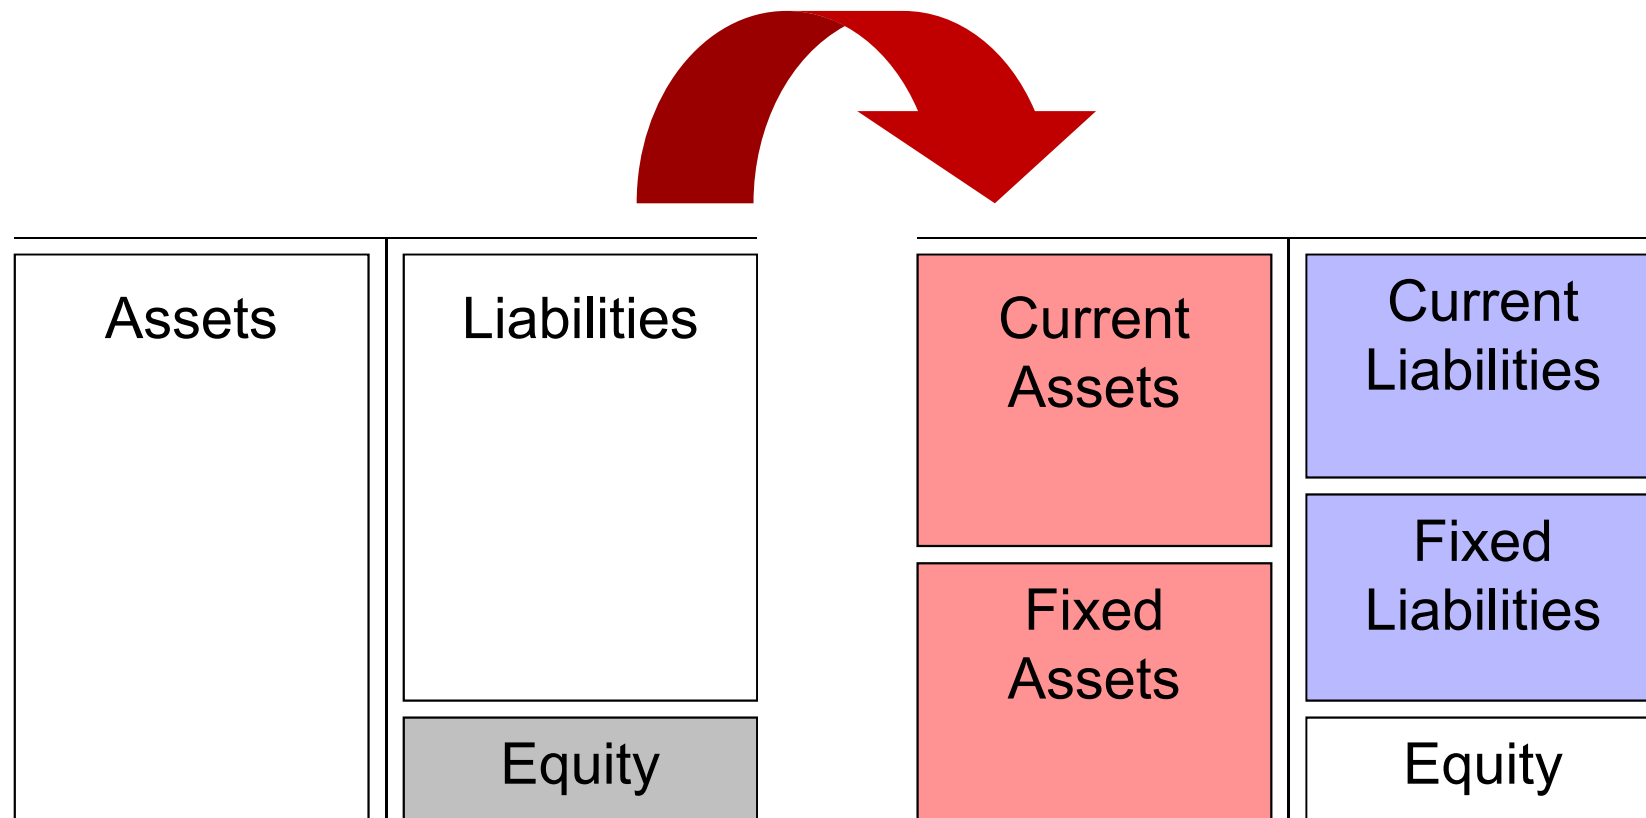 Assets
Liabilities
Equity
Current
Assets
Fixed
Assets
Current
Liabilities
Fixed
Liabilities
Equity